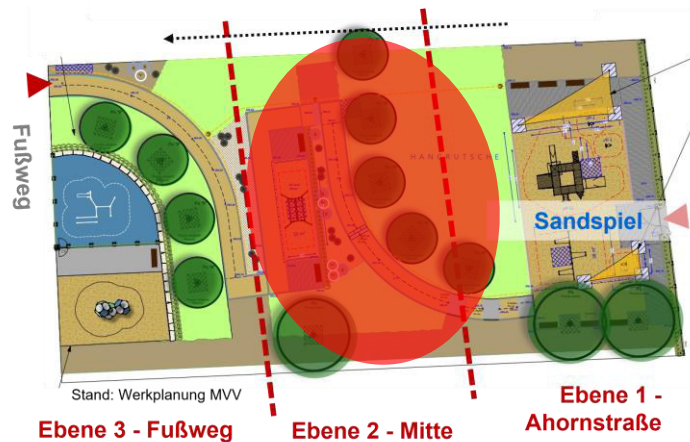 Fußweg
HANGRUTSCHE
Sandspiel
Stand: Werkplanung MVV
Ebene 3 - Fußweg
Ebene 2 - Mitte
Ebene 1 -
Ahornstraße